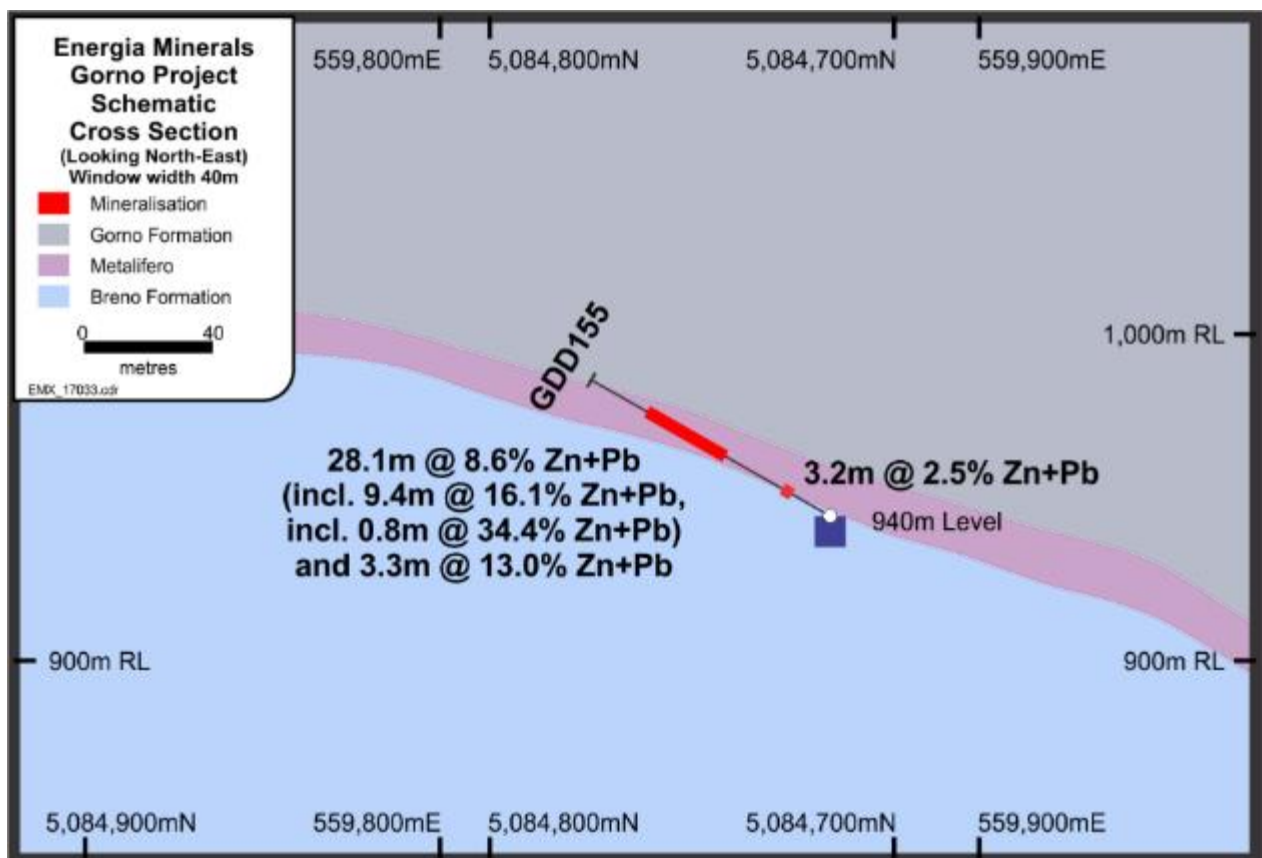 Energia Minerals
Gorno Project
Schematic
Cross Section
(Looking North-East)
Window width 40m
Mineralisation
Gorno Formation
Metalifero
Breno Formation
0 40
metres
EMX_17033.cdr
559,800mE 5,084,800mN 5,084,700mN 559,900mE
1,000m RL
GDD155
28.1m @ 8.6% Zn+Pb
(incl. 9.4m @ 16.1% Zn+Pb,
incl. 0.8m @ 34.4% Zn+Pb)
and 3.3m @ 13.0% Zn+Pb
3.2m @ 2.5% Zn+Pb
940m Level
900m RL 900m RL
5,084,900mN 559,800mE 5,084,800mN 5,084,700mN 559,900mE